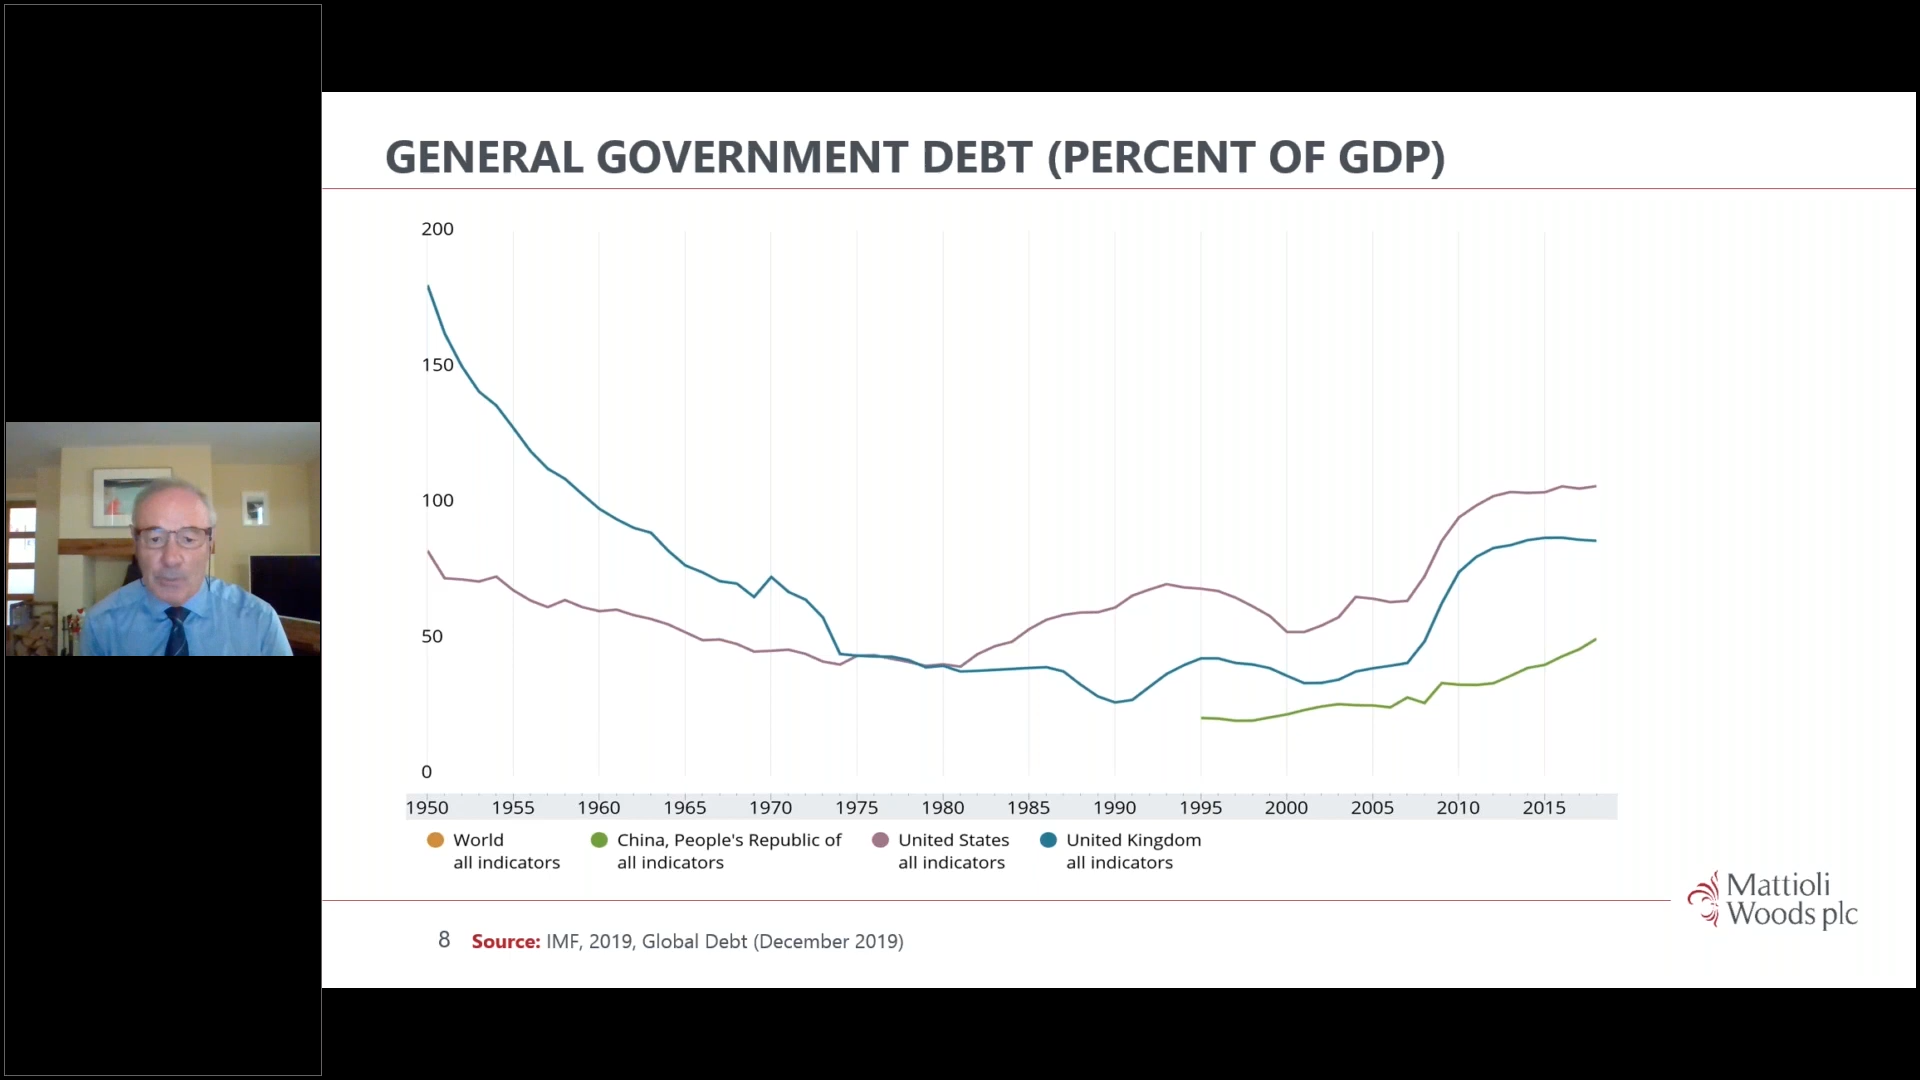 GENERAL GOVERNMENT DEBT (PERCENT OF GDP)
200
150
100
50
0
1950 1955 1960 1965 1970 1975 1980 1985 1990 1995 2000 2005 2010 2015
World China, People's Republic of United States United Kingdom
all indicators all indicators all indicators all indicators
Mattioli
Woods plc
8 Source: IMF, 2019, Global Debt (December 2019)